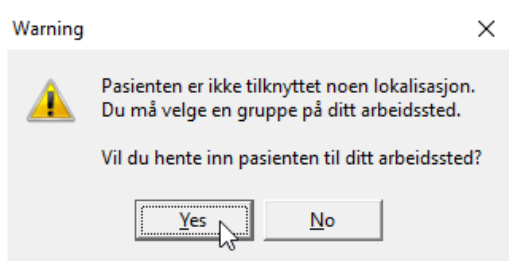 Warning
Pasienten er ikke tilknyttet noen lokalisasjon.
Du må velge en gruppe på ditt arbeidssted.
Vil du hente inn pasienten til ditt arbeidssted?
Yes
No